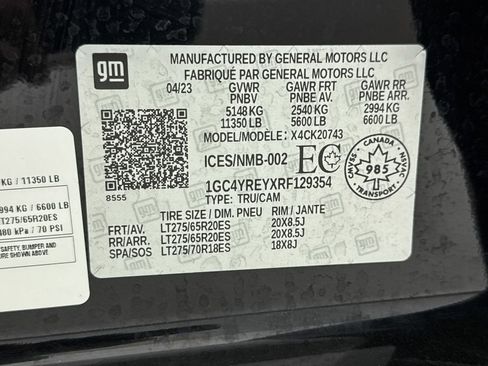 gm
MANUFACTURED BY GENERAL MOTORS LLC
FABRIQUÉ PAR GENERAL MOTORS LLC
04/23 GVWR GAWR FRT GAWR RR
PNBV PNBE AV. PNBE ARR.
5148 KG 2540 KG 2994 KG
11350 LB 5600 LB 6600 LB
MODEL/MODÈLE: X4CK20743
ICES/NMB-002 EC
CANADA
985
1GC4YREYXRF129354
TYPE: TRU/CAM
8555
TIRE SIZE / DIM. PNEU RIM / JANTE
FRT/AV. LT275/65R20ES 20X8.5J
RR/ARR. LT275/65R20ES 20X8.5J
SPA/SOS LT275/70R18ES 18X8J
KG / 11350 LB
994 KG / 6600 LB
LT275/65R20ES
480 kPa / 70 PSI
SAFETY, BUMPER AND